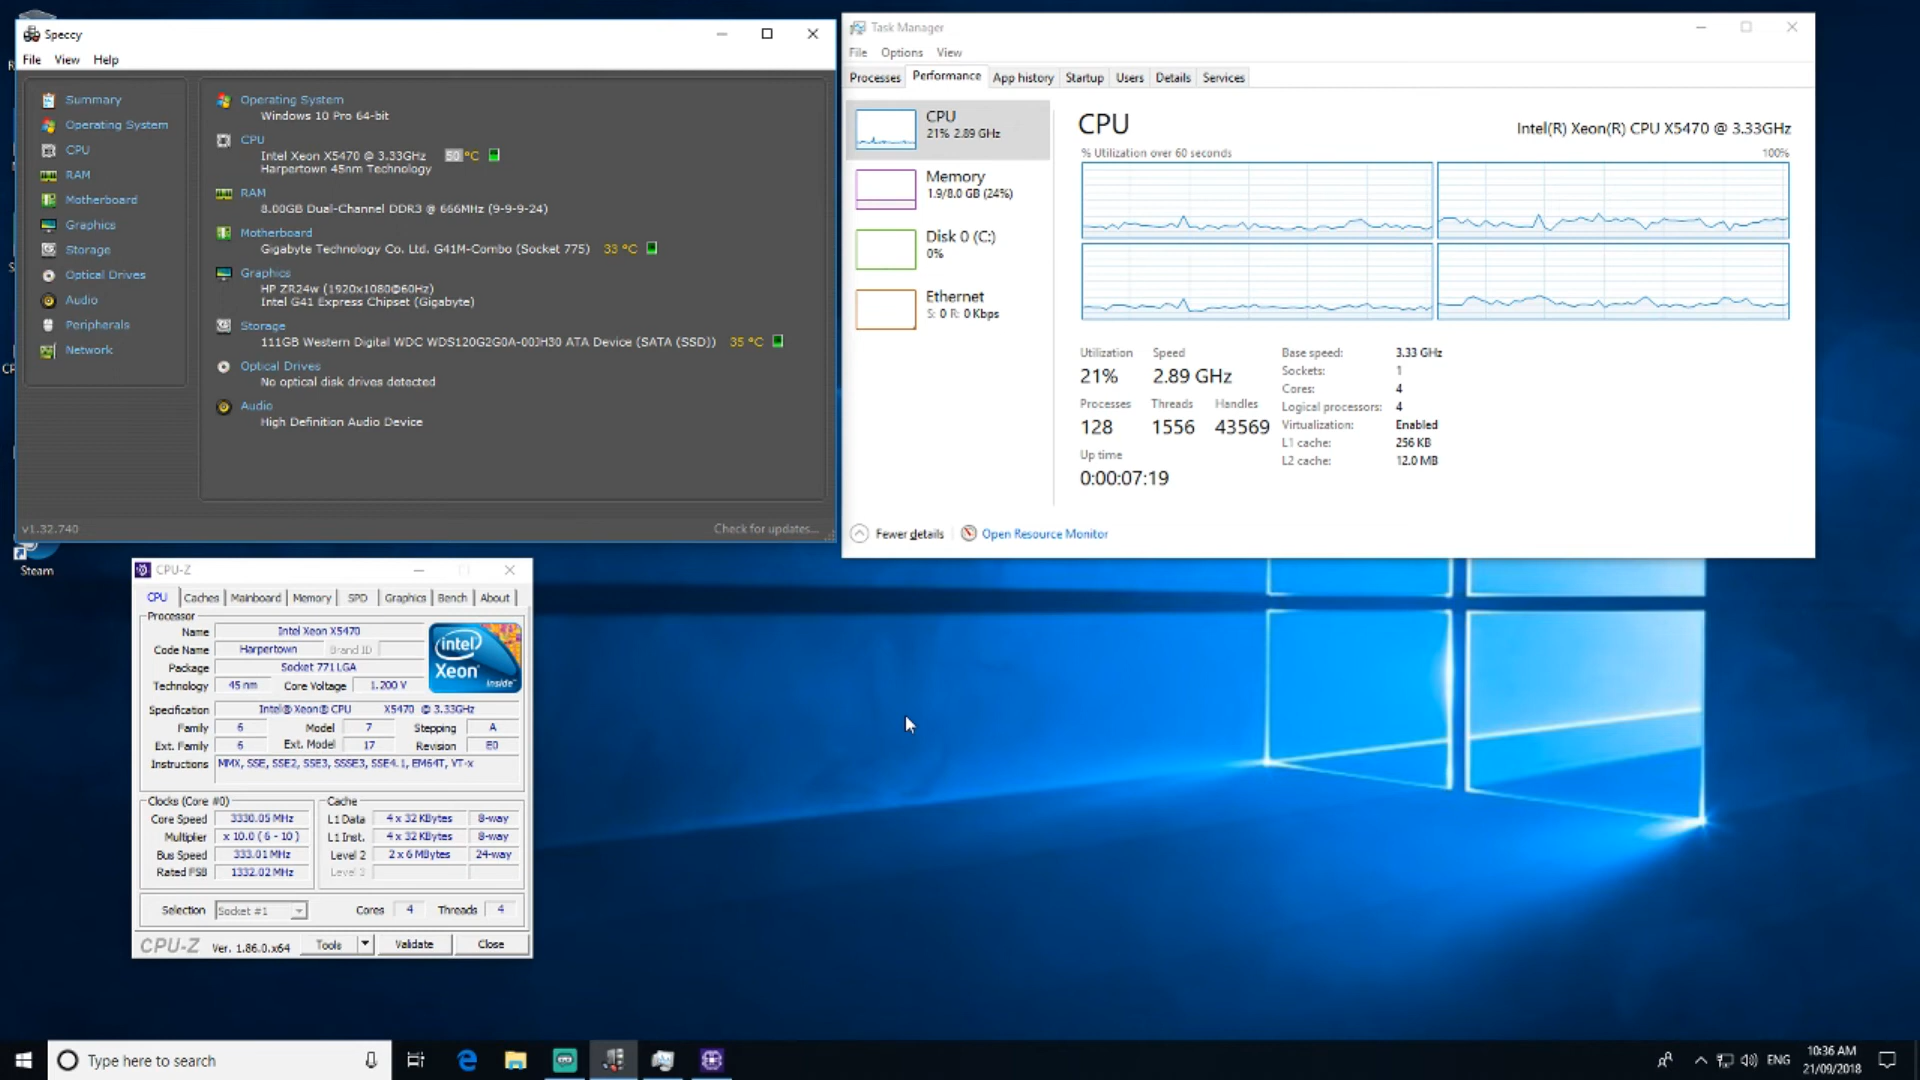 Speccy
File View Help
Summary
Operating System
CPU
RAM
Motherboard
Graphics
Storage
Optical Drives
Audio
Peripherals
Network
Operating System
Windows 10 Pro 64-bit
CPU
Intel Xeon X5470 @ 3.33GHz 50 °C
Harpertown 45nm Technology
RAM
8.00GB Dual-Channel DDR3 @ 666MHz (9-9-9-24)
Motherboard
Gigabyte Technology Co. Ltd. G41M-Combo (Socket 775) 33 °C
Graphics
HP ZR24w (1920x1080@60Hz)
Intel G41 Express Chipset (Gigabyte)
Storage
111GB Western Digital WDC WDS120G2G0A-00JH30 ATA Device (SATA (SSD)) 35 °C
Optical Drives
No optical disk drives detected
Audio
High Definition Audio Device
v1.32.740
Check for updates...
Task Manager
File Options View
Processes Performance App history Startup Users Details Services
CPU
21% 2.89 GHz
Memory
1.9/8.0 GB (24%)
Disk 0 (C:)
0%
Ethernet
S: 0 R: 0 Kbps
CPU
Intel(R) Xeon(R) CPU X5470 @ 3.33GHz
% Utilization over 60 seconds 100%
Utilization Speed
21% 2.89 GHz
Processes Threads Handles
128 1556 43569
Up time
0:00:07:19
Base speed: 3.33 GHz
Sockets: 1
Cores: 4
Logical processors: 4
Virtualization: Enabled
L1 cache: 256 KB
L2 cache: 12.0 MB
Fewer details
Open Resource Monitor
Steam
CPU-Z
CPU Caches Mainboard Memory SPD Graphics Bench About
Processor
Name Intel Xeon X5470
Code Name Harpertown Brand ID
Package Socket 771 LGA
Technology 45 nm Core Voltage 1.200 V
intel Xeon inside
Specification Intel® Xeon® CPU X5470 @ 3.33GHz
Family 6 Model 7 Stepping A
Ext. Family 6 Ext. Model 17 Revision E0
Instructions MMX, SSE, SSE2, SSE3, SSSE3, SSE4.1, EM64T, VT-x
Clocks (Core #0)
Core Speed 3330.05 MHz
Multiplier x 10.0 ( 6 - 10 )
Bus Speed 333.01 MHz
Rated FSB 1332.02 MHz
Cache
L1 Data 4 x 32 KBytes 8-way
L1 Inst. 4 x 32 KBytes 8-way
Level 2 2 x 6 MBytes 24-way
Level 3
Selection Socket #1 Cores 4 Threads 4
CPU-Z Ver. 1.86.0.x64 Tools Validate Close
Type here to search
ENG
10:36 AM
21/09/2018